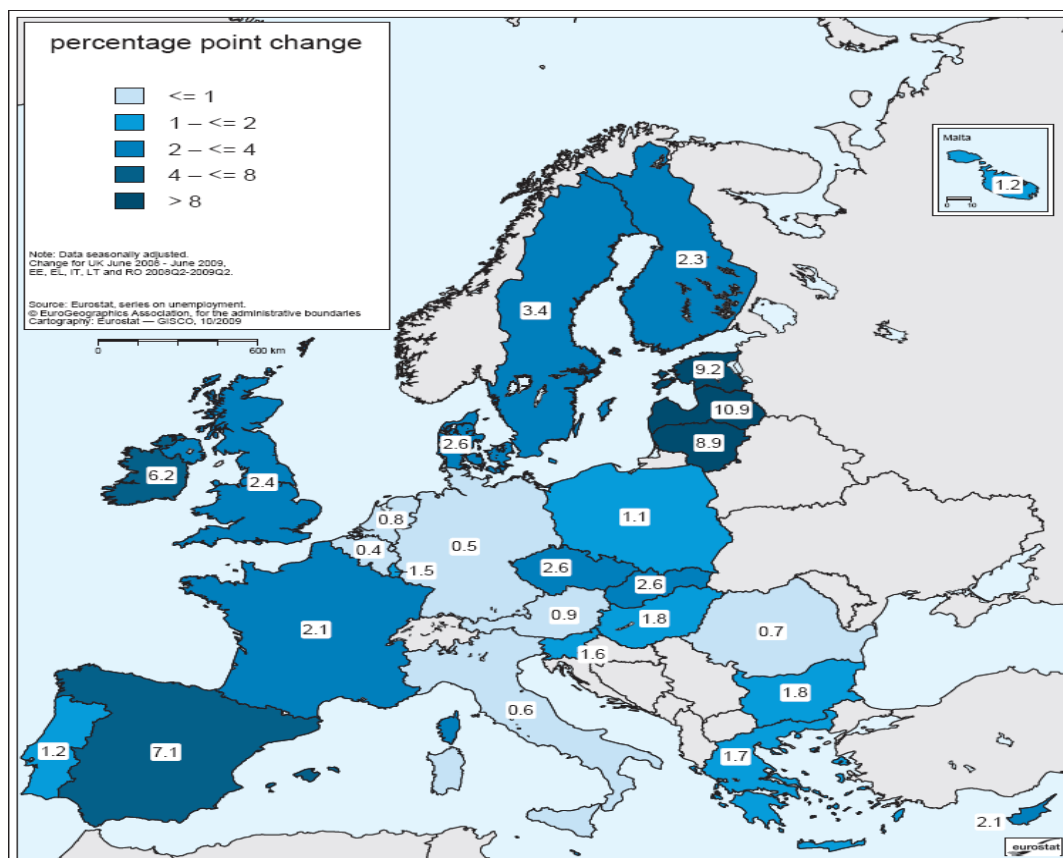 percentage point change
<= 1
1 – <= 2
2 – <= 4
4 – <= 8
> 8
Note: Data seasonally adjusted.
Change for UK June 2008 - June 2009,
EE, EL, IT, LT and RO 2008Q2-2009Q2.
Source: Eurostat, series on unemployment.
© EuroGeographics Association, for the administrative boundaries
Cartography: Eurostat — GISCO, 10/2009
0 600 km
Malta
1.2
0 10
2.3
3.4
9.2
10.9
8.9
2.6
6.2
2.4
0.8
1.1
0.4
0.5
1.5
2.6
2.6
0.9
1.8
2.1
0.7
1.6
1.8
0.6
1.2
7.1
1.7
2.1
eurostat